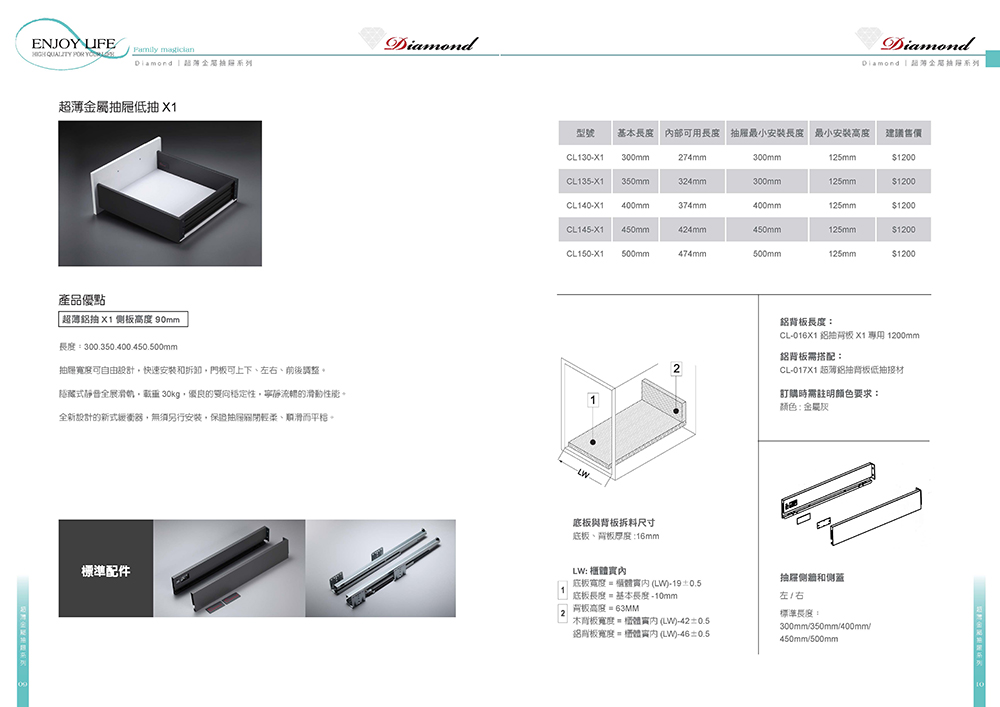 ENJOY LIFE
HIGH QUALITY FOR YOUR LIFE
Family magician
Diamond
Diamond | 超薄金屬抽屜系列
超薄金屬抽屜低抽 X1
產品優點
超薄鋁抽 X1 側板高度 90mm
長度：300.350.400.450.500mm
抽屜寬度可自由設計，快速安裝和拆卸，門板可上下、左右、前後調整。
隱藏式靜音全展滑軌，載重 30kg，優良的雙向穩定性，寧靜流暢的滑動性能。
全新設計的新式緩衝器，無須另行安裝，保證抽屜關閉輕柔、順滑而平穩。
標準配件
超薄金屬抽屜系列
09
Diamond
Diamond | 超薄金屬抽屜系列
型號 基本長度 內部可用長度 抽屜最小安裝長度 最小安裝高度 建議售價
CL130-X1 300mm 274mm 300mm 125mm $1200
CL135-X1 350mm 324mm 300mm 125mm $1200
CL140-X1 400mm 374mm 400mm 125mm $1200
CL145-X1 450mm 424mm 450mm 125mm $1200
CL150-X1 500mm 474mm 500mm 125mm $1200
1
2
LW
底板與背板拆料尺寸
底板、背板厚度 :16mm
LW: 櫃體實內
1 底板寬度 = 櫃體實內 (LW)-19±0.5
底板長度 = 基本長度 -10mm
2 背板高度 = 63MM
木背板寬度 = 櫃體實内 (LW)-42±0.5
鋁背板寬度 = 櫃體實内 (LW)-46±0.5
鋁背板長度：
CL-016X1 鋁抽背板 X1 專用 1200mm
鋁背板需搭配：
CL-017X1 超薄鋁抽背板低抽接材
訂購時需註明顏色要求：
顏色 : 金屬灰
抽屜側牆和側蓋
左 / 右
標準長度：
300mm/350mm/400mm/
450mm/500mm
超薄金屬抽屜系列
10